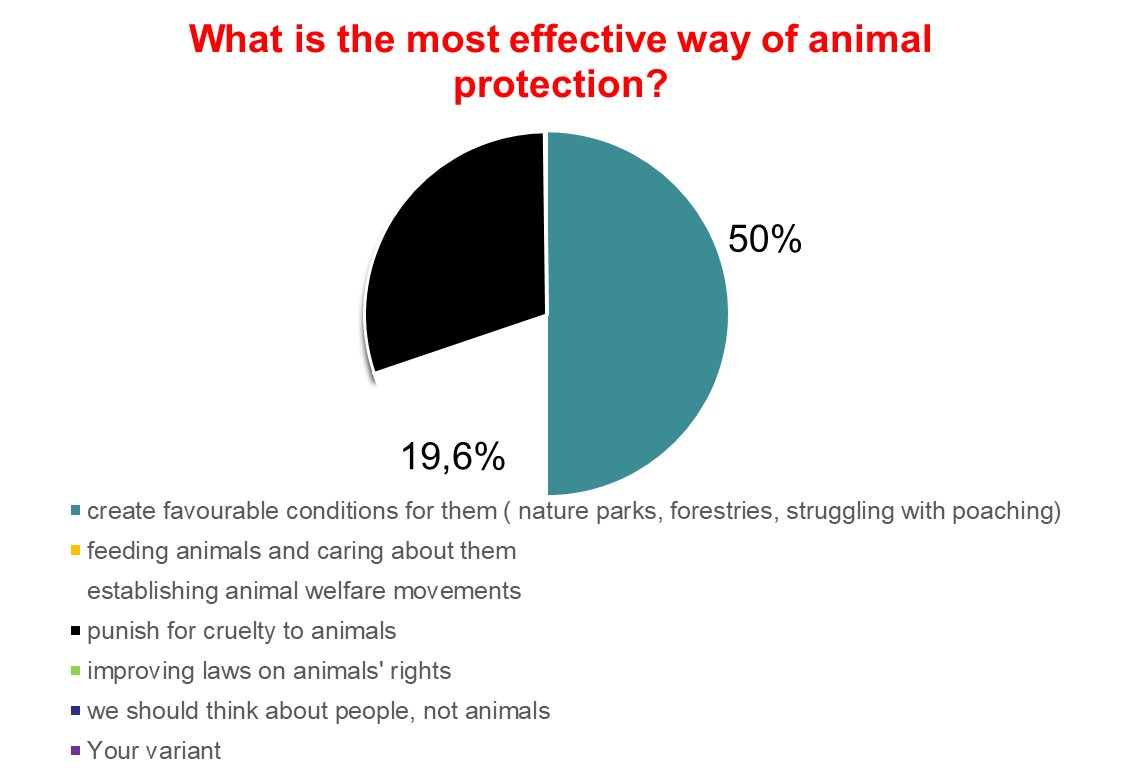 What is the most effective way of animal
protection?
50%
19,6%
create favourable conditions for them ( nature parks, forestries, struggling with poaching)
feeding animals and caring about them
establishing animal welfare movements
punish for cruelty to animals
improving laws on animals' rights
we should think about people, not animals
Your variant